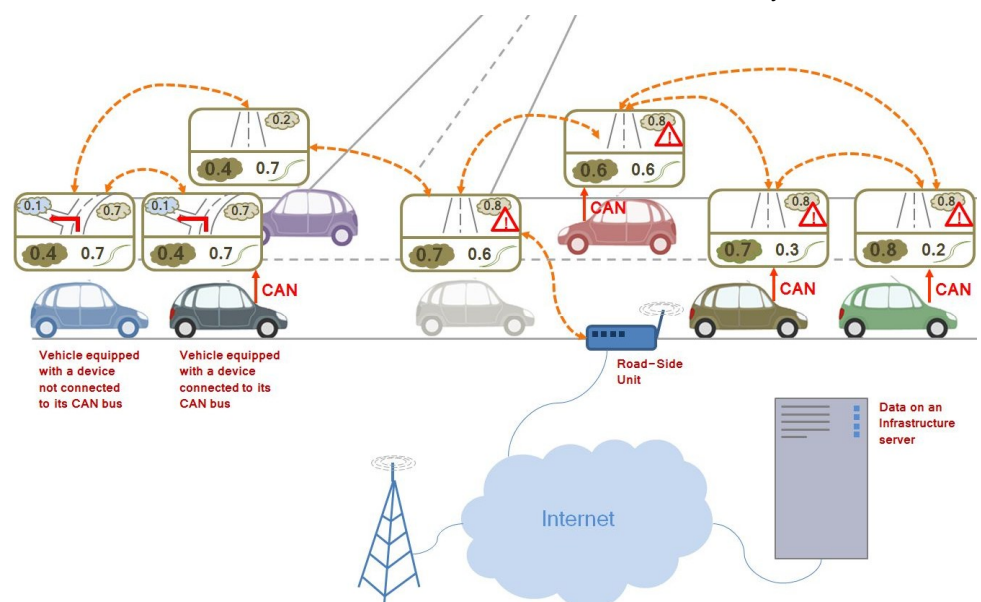 0.2
0.4 0.7
0.8
0.6 0.6
0.1 0.7
0.4 0.7
0.1 0.7
0.4 0.7
0.8
0.7 0.6
0.8
0.7 0.3
0.8
0.8 0.2
CAN
CAN
CAN
CAN
Vehicle equipped
with a device
not connected
to its CAN bus
Vehicle equipped
with a device
connected to its
CAN bus
Road-Side
Unit
Data on an
Infrastructure
server
Internet